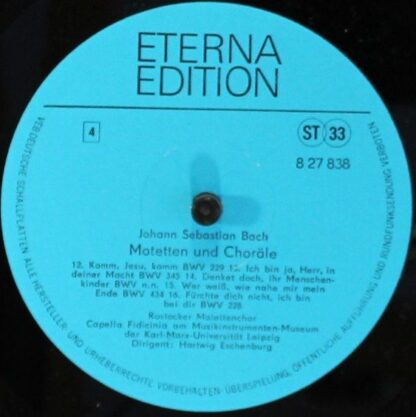 ETERNA
EDITION
4
ST 33
8 27 838
Johann Sebastian Bach
Motetten und Choräle
12. Komm, Jesu, komm BWV 229 13. Ich bin ja, Herr, in
deiner Macht BWV 345 14. Denket doch, ihr Menschen-
kinder BWV n.n. 15. Wer weiß, wie nahe mir mein
Ende BWV 434 16. Fürchte dich nicht, ich bin
bei dir BWV 228
Rostocker Motettenchor
Capella Fidicinia am Musikinstrumenten-Museum
der Karl-Marx-Universität Leipzig
Dirigent: Hartwig Eschenburg
VEB DEUTSCHE SCHALLPLATTEN ALLE HERSTELLER- UND URHEBERRECHTE VORBEHALTEN · ÜBERSPIELUNG, ÖFFENTLICHE AUFFÜHRUNG UND RUNDFUNKSENDUNG VERBOTEN